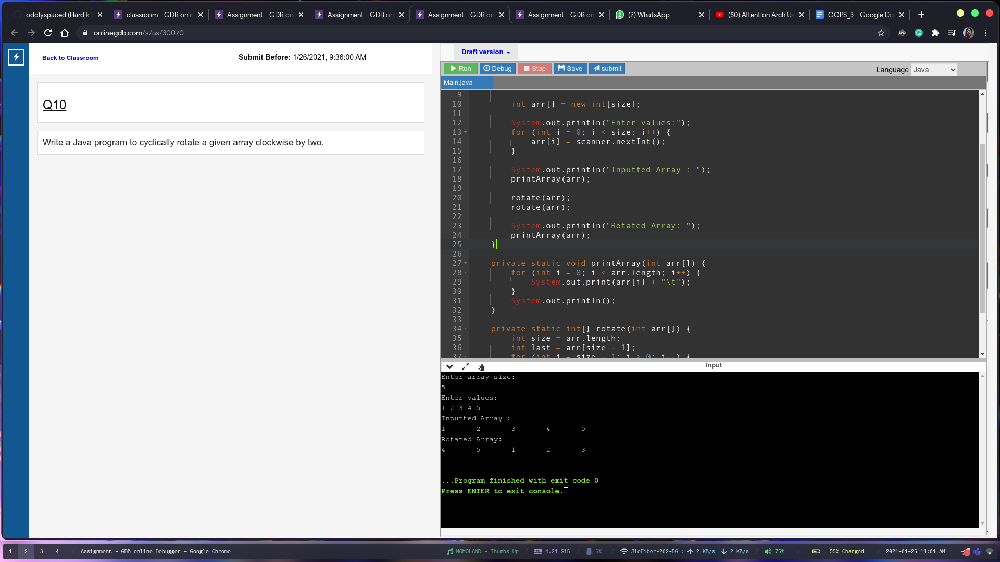 oddlyspaced (Hardik S
classroom - GDB onlin
Assignment - GDB on
Assignment - GDB on
Assignment - GDB on
Assignment - GDB on
(2) WhatsApp
(50) Attention Arch Us
OOPS_3 - Google Do
onlinegdb.com/s/as/30070
Back to Classroom
Submit Before: 1/26/2021, 9:38:00 AM
Q10
Write a Java program to cyclically rotate a given array clockwise by two.
Draft version
Run
Debug
Stop
Save
submit
Language Java
Main.java
9
10 int arr[] = new int[size];
11
12 System.out.println("Enter values:");
13 for (int i = 0; i < size; i++) {
14 arr[i] = scanner.nextInt();
15 }
16
17 System.out.println("Inputted Array : ");
18 printArray(arr);
19
20 rotate(arr);
21 rotate(arr);
22
23 System.out.println("Rotated Array: ");
24 printArray(arr);
25 }
26
27 private static void printArray(int arr[]) {
28 for (int i = 0; i < arr.length; i++) {
29 System.out.print(arr[i] + "\t");
30 }
31 System.out.println();
32 }
33
34 private static int[] rotate(int arr[]) {
35 int size = arr.length;
36 int last = arr[size - 1];
37 for (int i = size - 1; i > 0; i--) {
input
Enter array size:
5
Enter values:
1 2 3 4 5
Inputted Array :
1 2 3 4 5
Rotated Array:
4 5 1 2 3
...Program finished with exit code 0
Press ENTER to exit console.
1 2 3 4 / Assignment - GDB online Debugger - Google Chrome
MOMOLAND - Thumbs Up / 4.21 GiB / 5% / JioFiber-202-5G : 2 KB/s 2 KB/s / 75% / 99% Charged / 2021-01-25 11:01 AM